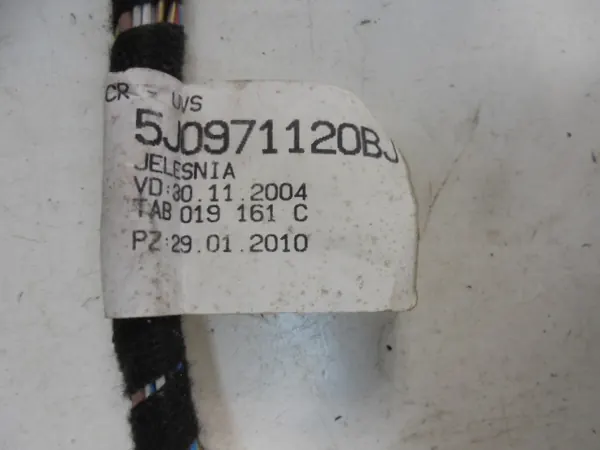 CR
5J0971120BJ
JELESNIA
VD:30.11.2004
TAB 019 161 C
PZ:29.01.2010